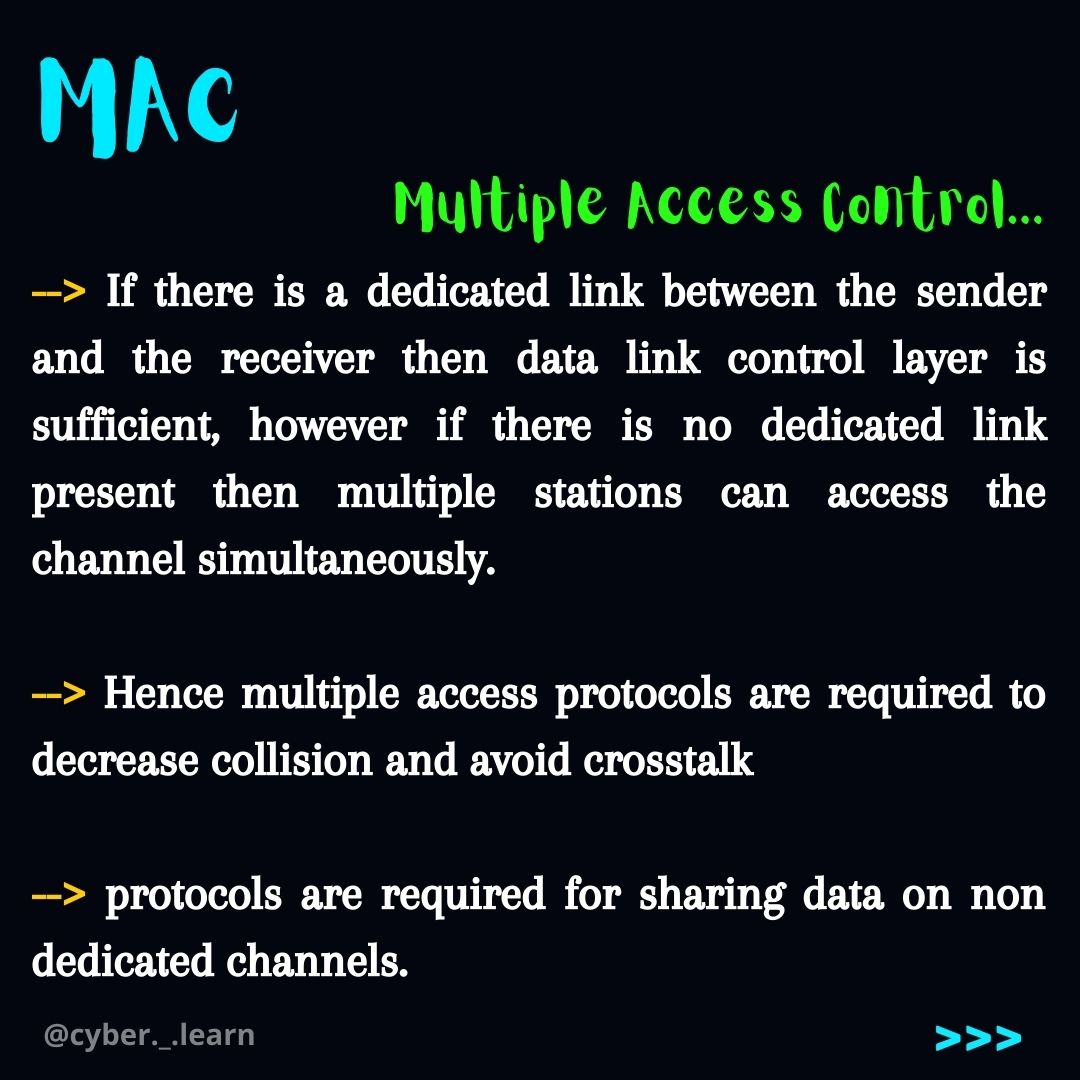 MAC
Multiple Access Control...
--> If there is a dedicated link between the sender
and the receiver then data link control layer is
sufficient, however if there is no dedicated link
present then multiple stations can access the
channel simultaneously.
--> Hence multiple access protocols are required to
decrease collision and avoid crosstalk
--> protocols are required for sharing data on non
dedicated channels.
@cyber._.learn
>>>